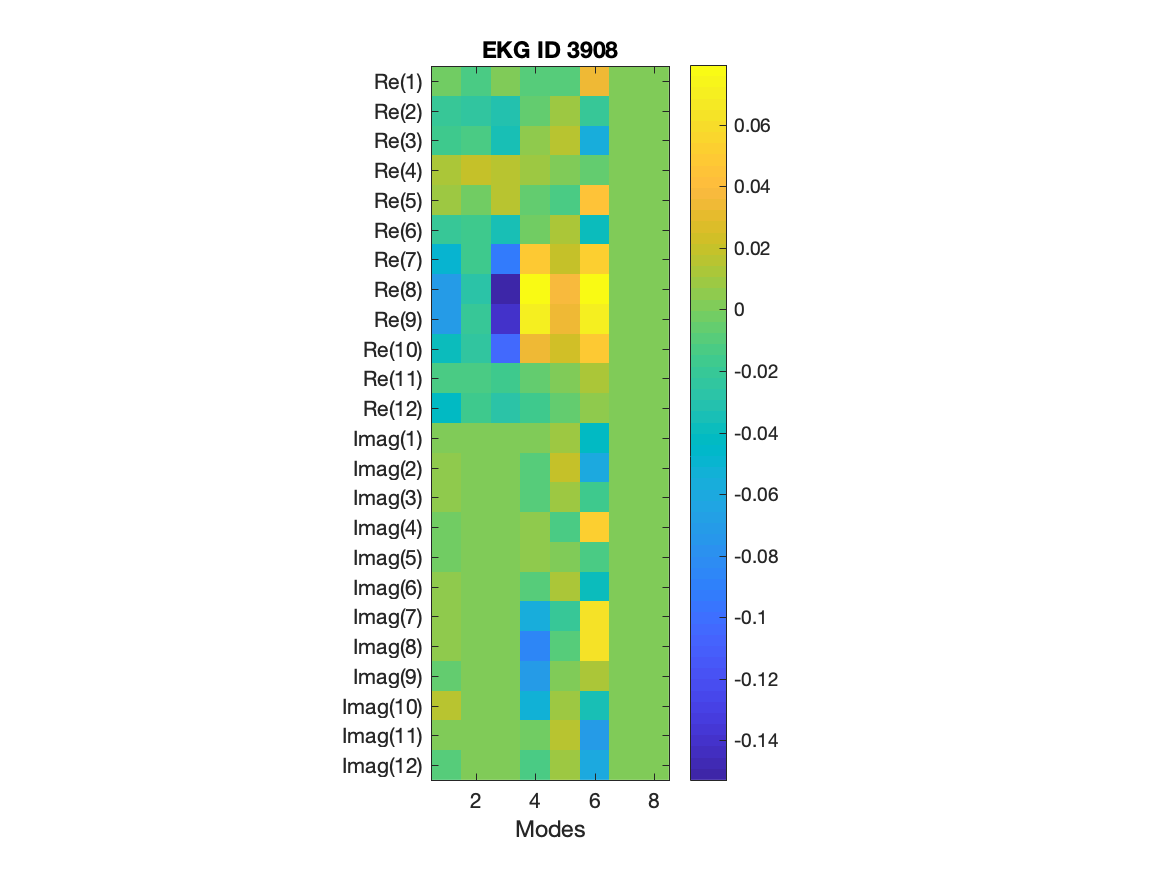 EKG ID 3908
Re(1)
Re(2)
Re(3)
Re(4)
Re(5)
Re(6)
Re(7)
Re(8)
Re(9)
Re(10)
Re(11)
Re(12)
Imag(1)
Imag(2)
Imag(3)
Imag(4)
Imag(5)
Imag(6)
Imag(7)
Imag(8)
Imag(9)
Imag(10)
Imag(11)
Imag(12)
2 4 6 8
Modes
0.06
0.04
0.02
0
-0.02
-0.04
-0.06
-0.08
-0.1
-0.12
-0.14